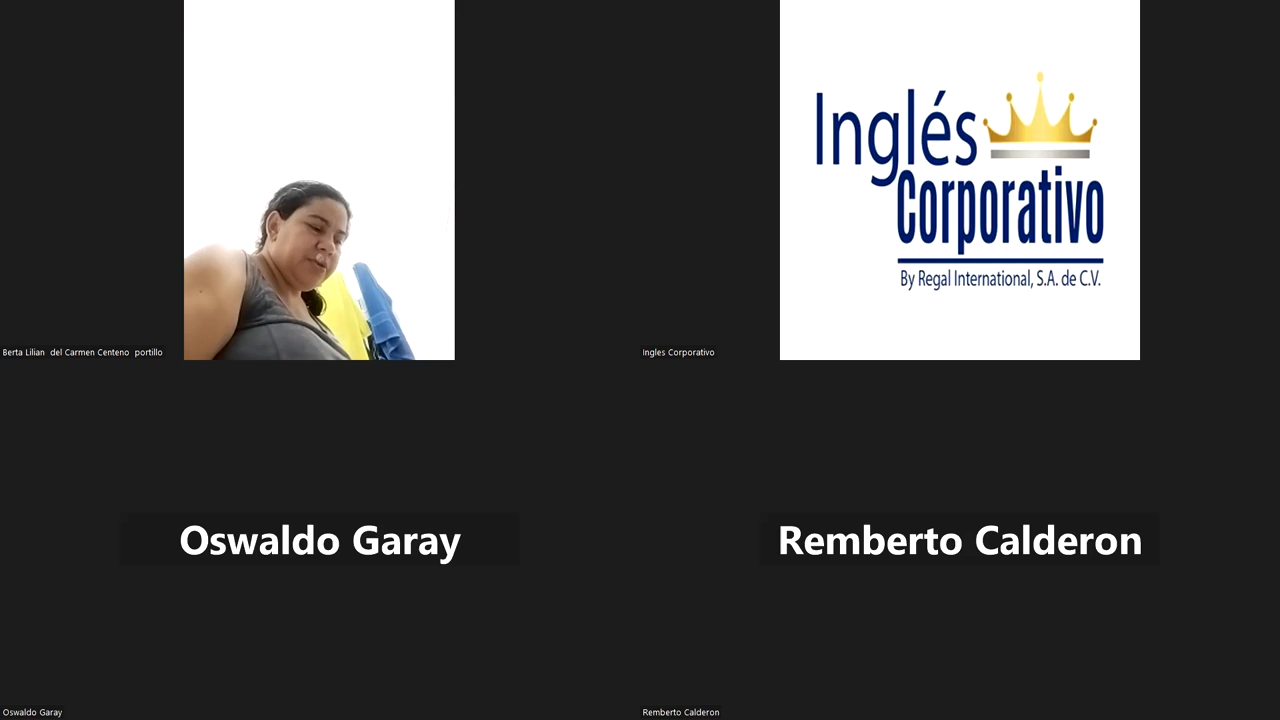 Inglés
Corporativo
By Regal International, S.A. de C.V.
Berta Lilian  del Carmen Centeno  portillo
Ingles Corporativo
Oswaldo Garay
Remberto Calderon
Oswaldo Garay
Remberto Calderon